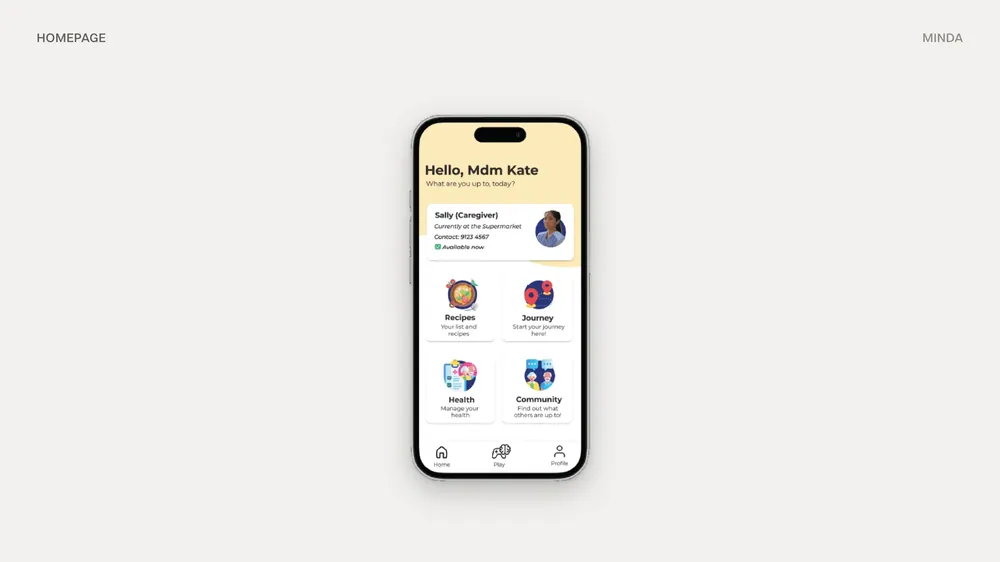 HOMEPAGE
MINDA
Hello, Mdm Kate
What are you up to, today?
Sally (Caregiver)
Currently at the Supermarket
Contact: 9123 4567
Available now
Recipes
Your list and
recipes
Journey
Start your journey
here!
Health
Manage your
health
Community
Find out what
others are up to!
Home
Play
Profile